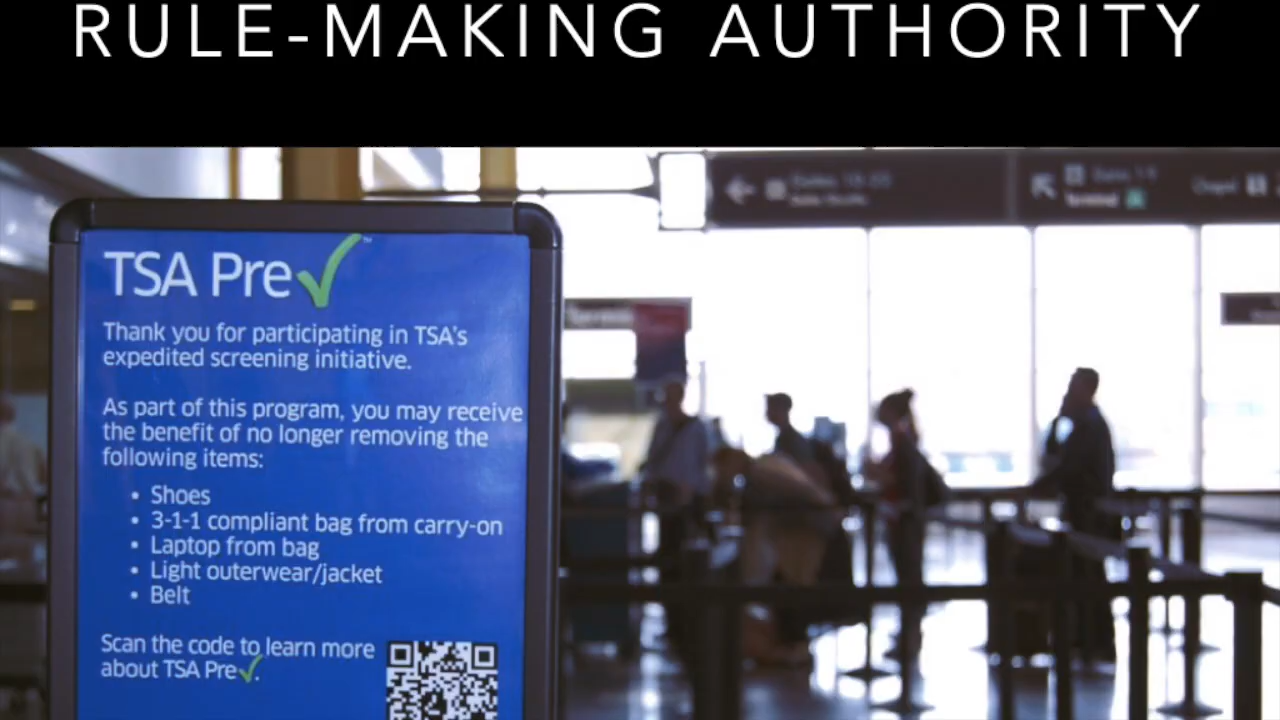 RULE-MAKING AUTHORITY
TSA Pre✓™
Thank you for participating in TSA's
expedited screening initiative.
As part of this program, you may receive
the benefit of no longer removing the
following items:
• Shoes
• 3-1-1 compliant bag from carry-on
• Laptop from bag
• Light outerwear/jacket
• Belt
Scan the code to learn more
about TSA Pre✓.
Terminal